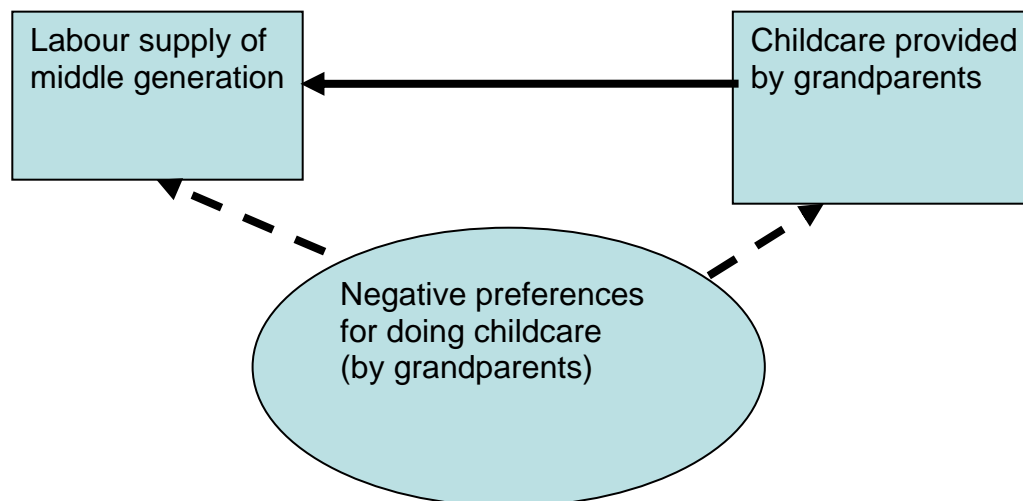 Labour supply of
middle generation
Childcare provided
by grandparents
Negative preferences
for doing childcare
(by grandparents)